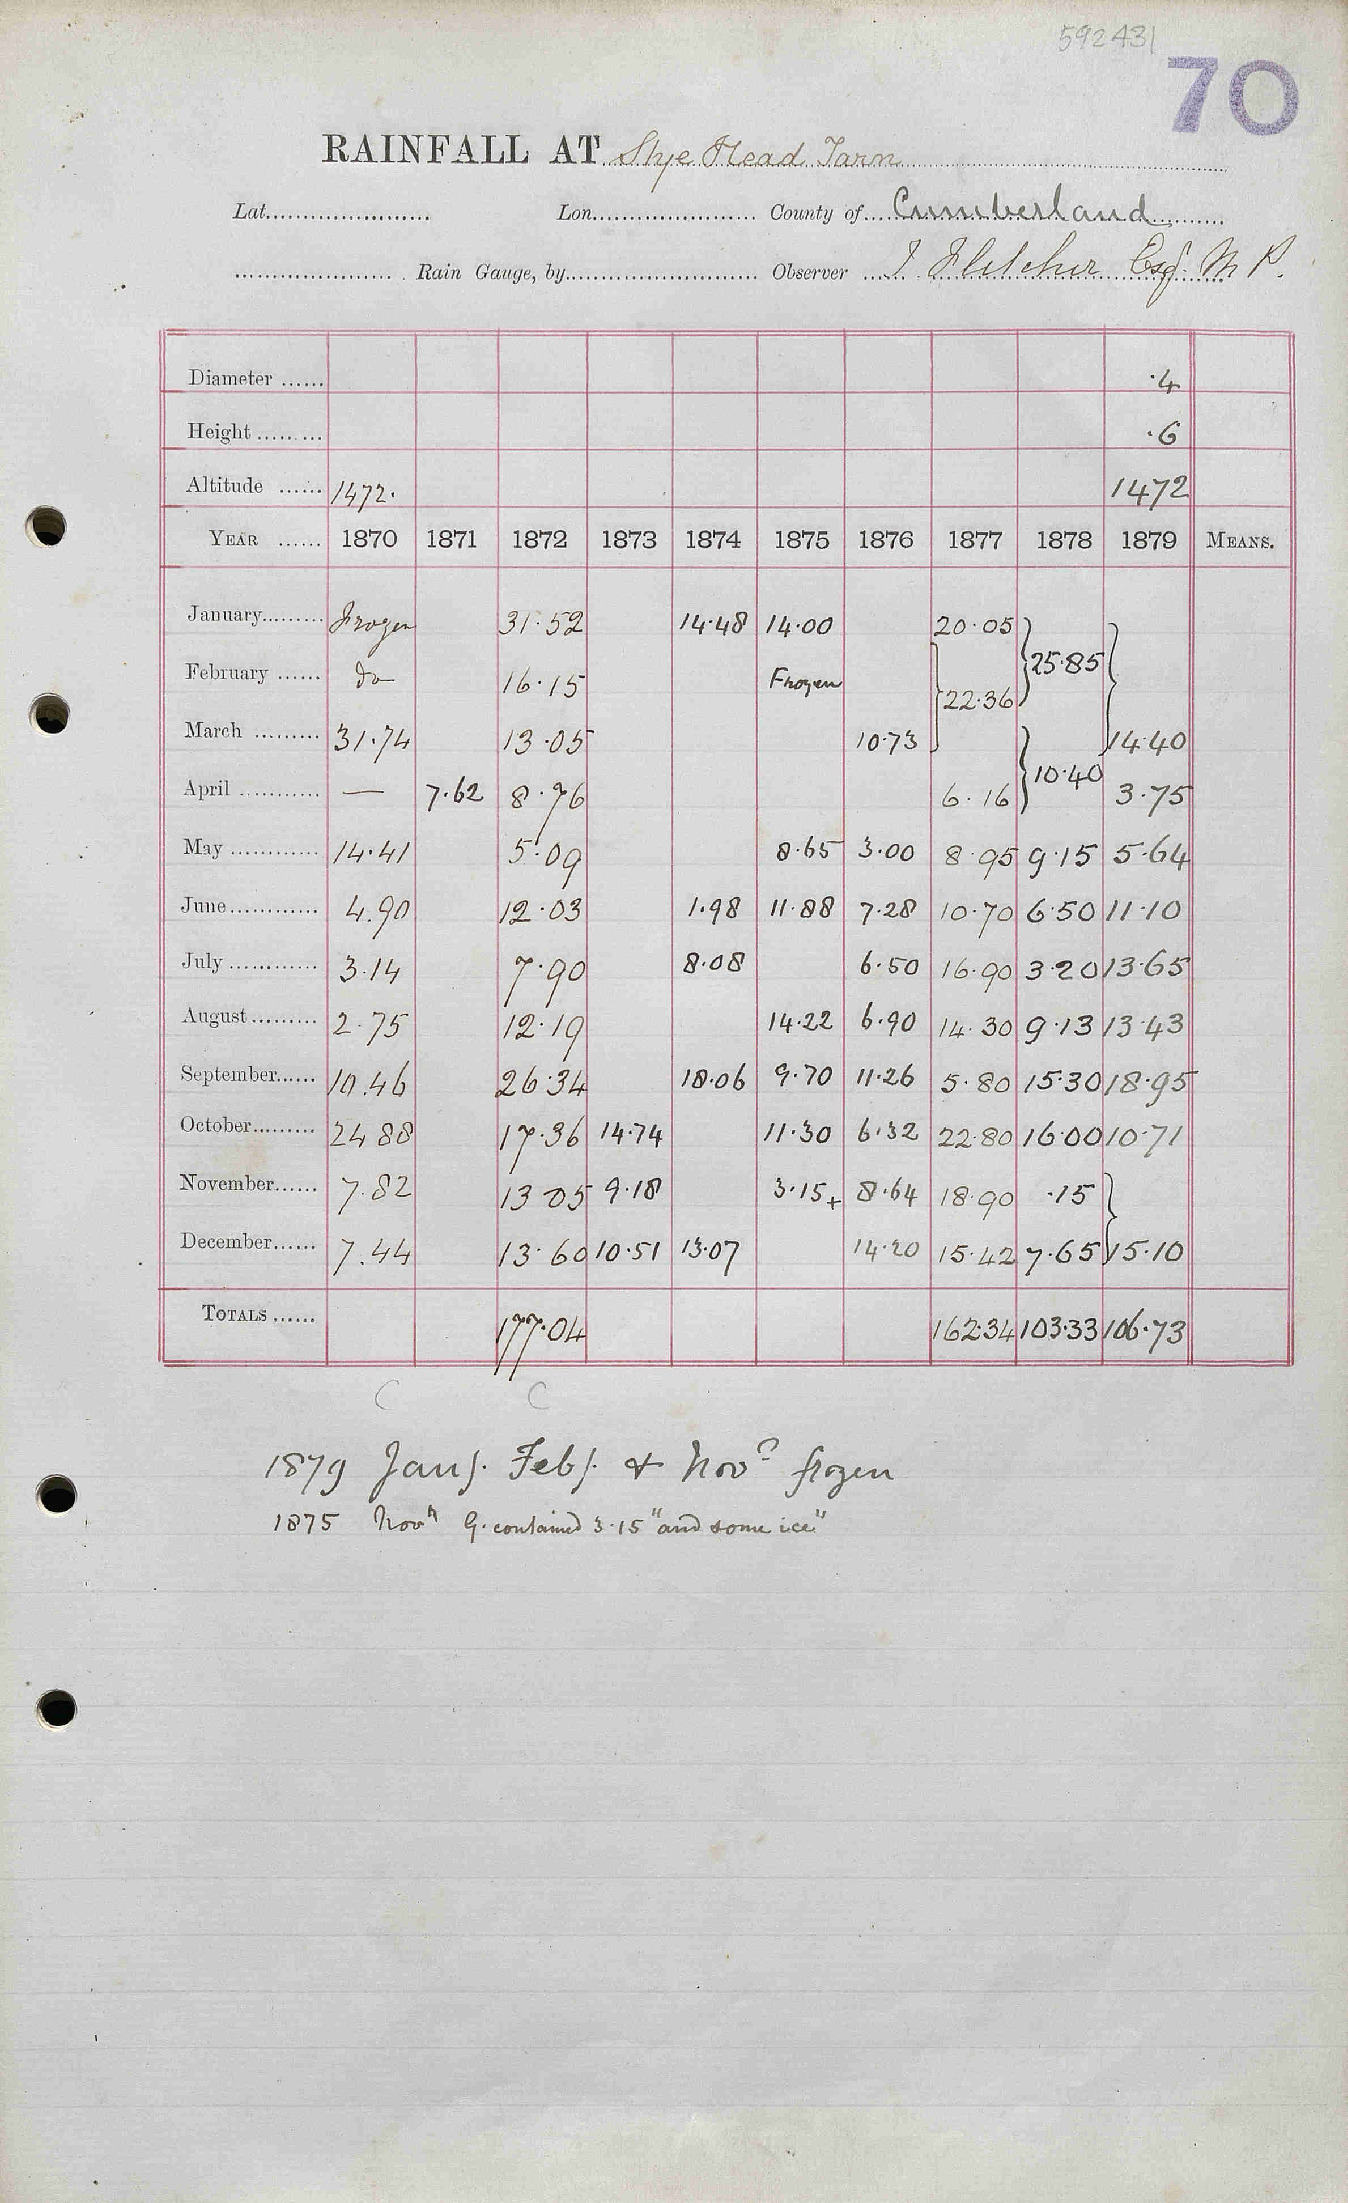 592431
70
RAINFALL AT Stye Head Tarn
Lat...................... Lon...................... County of.... Cumberland
..................... Rain Gauge, by......................... Observer .... I Fletcher Esq. M P.
Diameter ...... ·4
Height ......... ·6
Altitude ...... 1472· 1472
YEAR ...... 1870 1871 1872 1873 1874 1875 1876 1877 1878 1879 MEANS.
January......... Frozen 31·52 14·48 14·00 20·05 } 25·85 }
February ...... do 16·15 Frozen } 22·36
March ......... 31·74 13·05 10·73 } 10·40 14·40
April ............ — 7·62 8·76 6·16 3·75
May ............ 14·41 5·09 8·65 3·00 8·95 9·15 5·64
June............ 4.90 12·03 1·98 11·88 7·28 10·70 6·50 11·10
July ............ 3·14 7·90 8·08 6·50 16·90 3·20 13·65
August ......... 2·75 12·19 14·22 6·90 14·30 9·13 13·43
September...... 10.46 26·34 18·06 9·70 11·26 5·80 15·30 18·95
October......... 24 88 17·36 14·74 11·30 6·32 22·80 16·00 10·71
November...... 7·82 13 05 9·18 3·15+ 8·64 18·90 ·15 }
December...... 7.44 13·60 10·51 13·07 14·20 15·42 7·65 15·10
TOTALS ...... 177·04 162·34 103·33 106·73
C C
1879 Jany. Feby. & Novr frozen
1875 Novr G. contained 3·15 "and some ice"